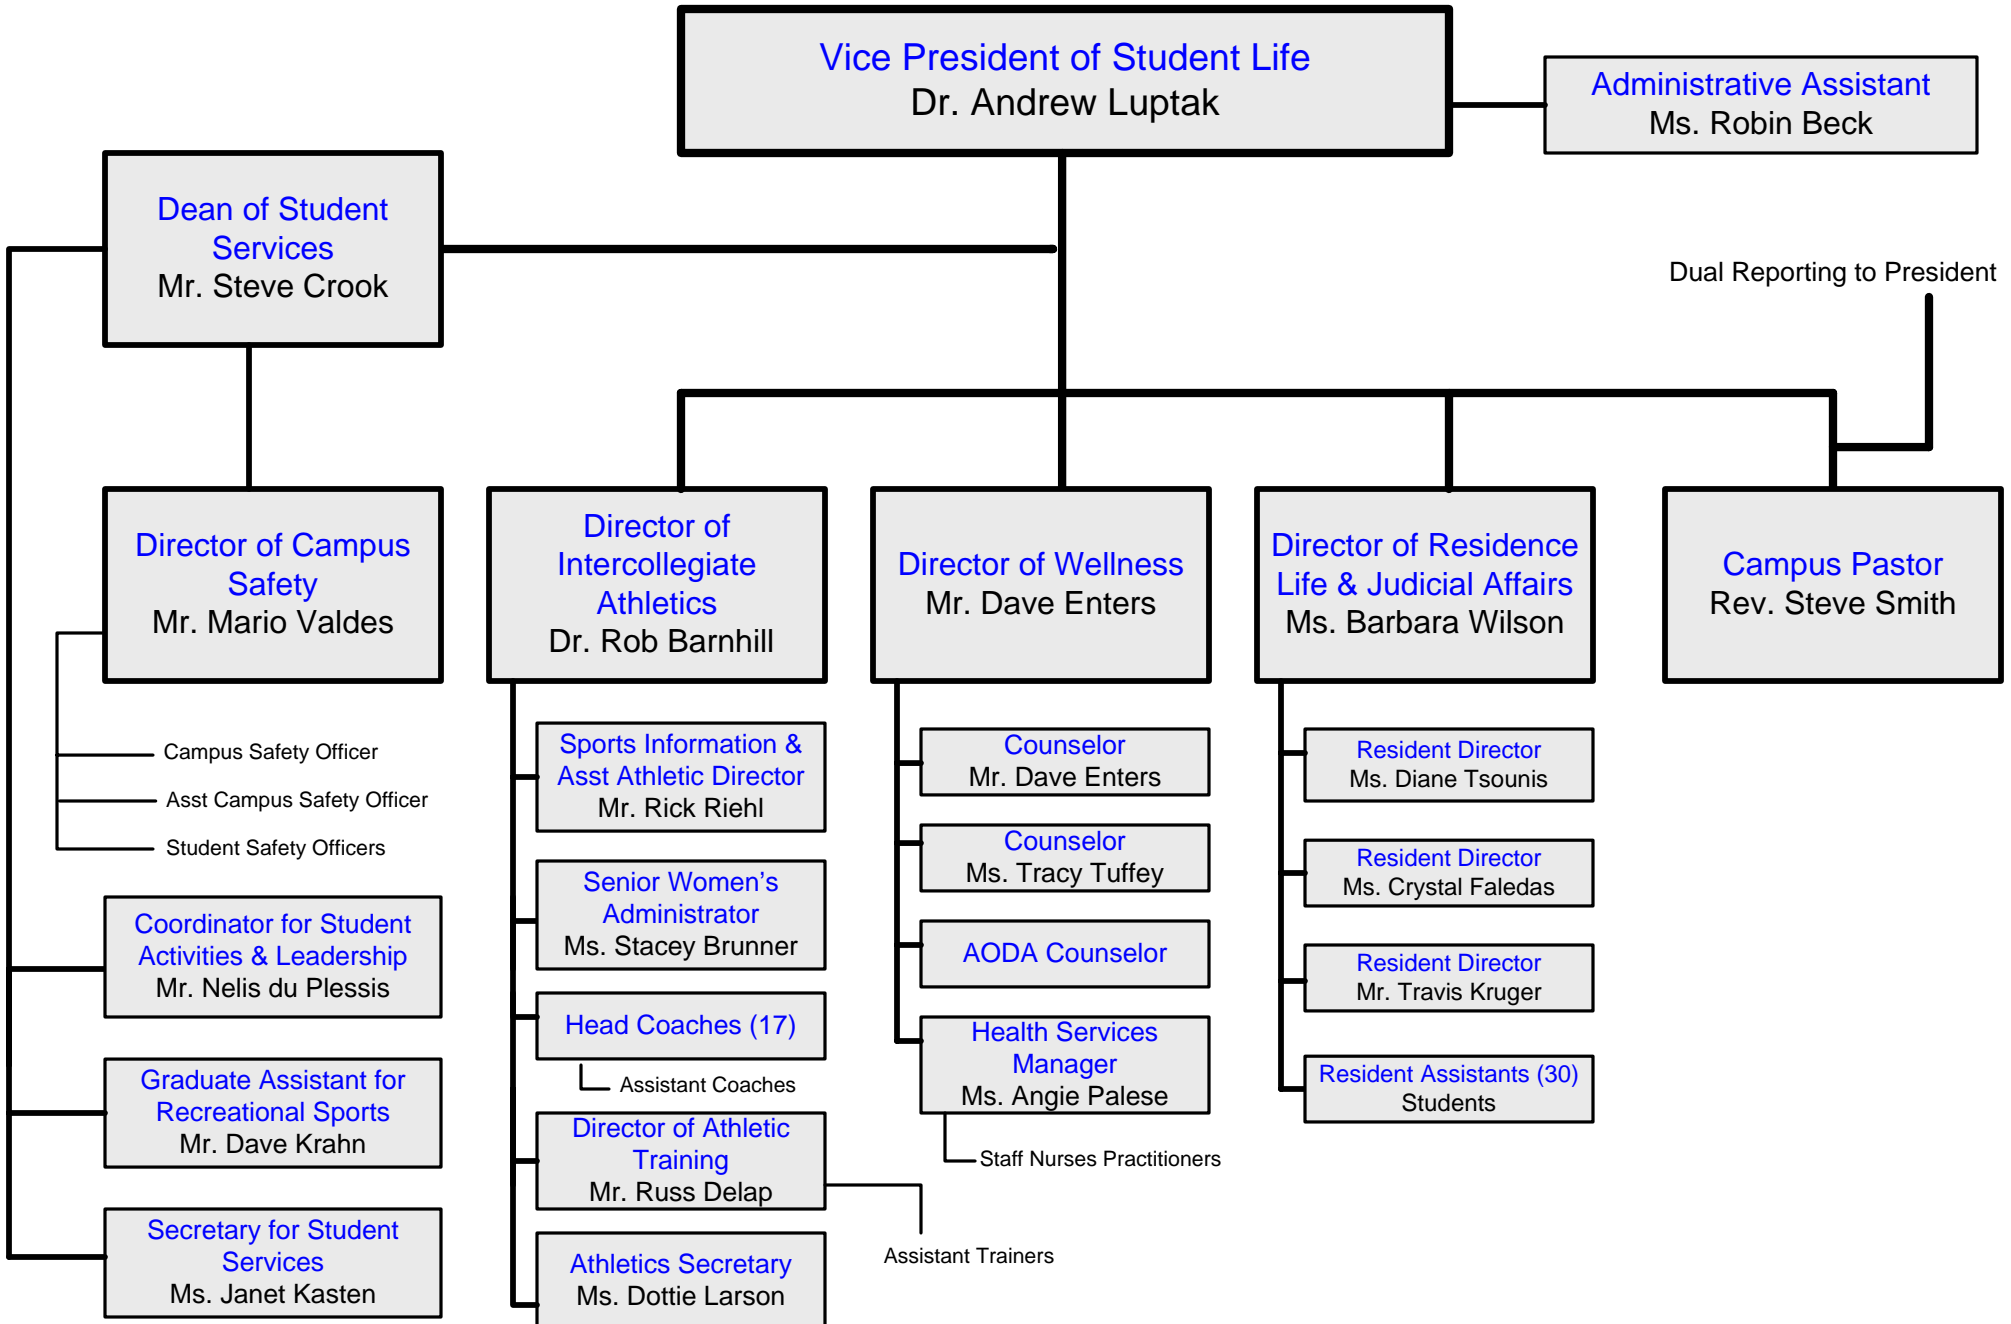 Vice President of Student Life
Dr. Andrew Luptak
Administrative Assistant
Ms. Robin Beck
Dean of Student
Services
Mr. Steve Crook
Dual Reporting to President
Director of Campus
Safety
Mr. Mario Valdes
Campus Safety Officer
Asst Campus Safety Officer
Student Safety Officers
Coordinator for Student
Activities & Leadership
Mr. Nelis du Plessis
Graduate Assistant for
Recreational Sports
Mr. Dave Krahn
Secretary for Student
Services
Ms. Janet Kasten
Director of
Intercollegiate
Athletics
Dr. Rob Barnhill
Sports Information &
Asst Athletic Director
Mr. Rick Riehl
Senior Women’s
Administrator
Ms. Stacey Brunner
Head Coaches (17)
Assistant Coaches
Director of Athletic
Training
Mr. Russ Delap
Assistant Trainers
Athletics Secretary
Ms. Dottie Larson
Director of Wellness
Mr. Dave Enters
Counselor
Mr. Dave Enters
Counselor
Ms. Tracy Tuffey
AODA Counselor
Health Services
Manager
Ms. Angie Palese
Staff Nurses Practitioners
Director of Residence
Life & Judicial Affairs
Ms. Barbara Wilson
Resident Director
Ms. Diane Tsounis
Resident Director
Ms. Crystal Faledas
Resident Director
Mr. Travis Kruger
Resident Assistants (30)
Students
Campus Pastor
Rev. Steve Smith